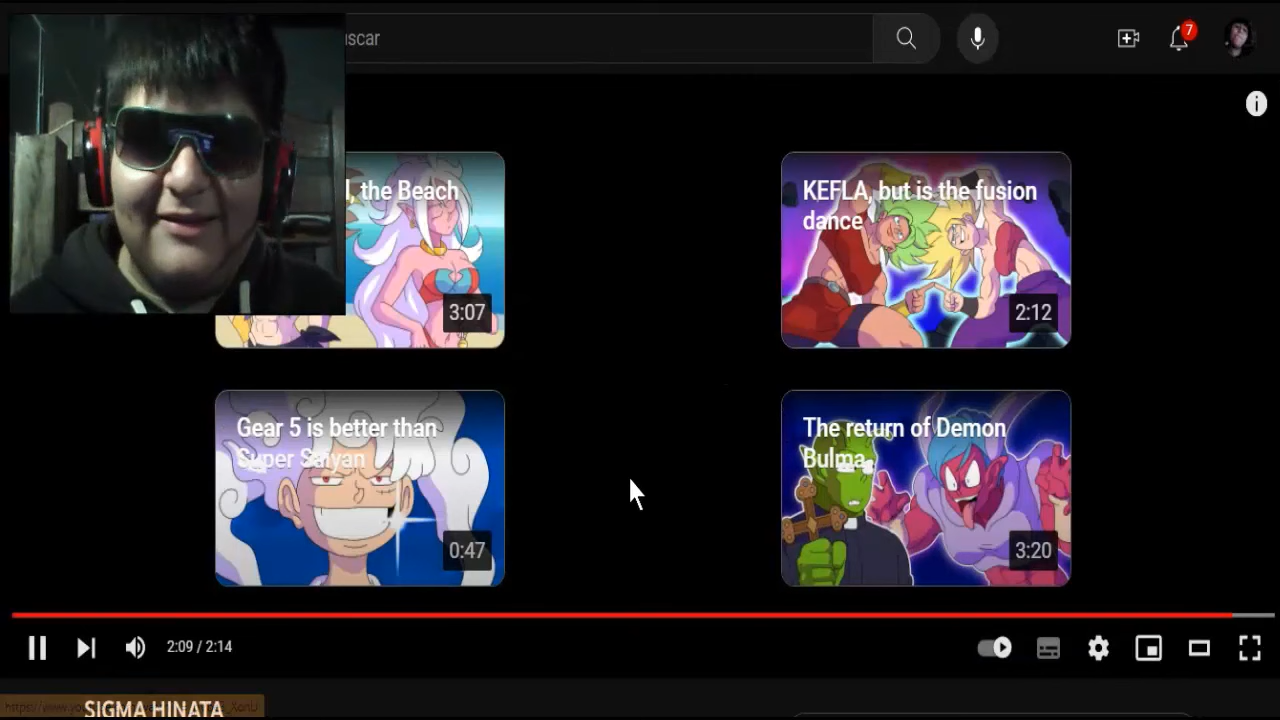 uscar
7
l, the Beach
3:07
KEFLA, but is the fusion
dance
2:12
Gear 5 is better than
Super Saiyan
0:47
The return of Demon
Bulma
3:20
2:09 / 2:14
SIGMA HINATA